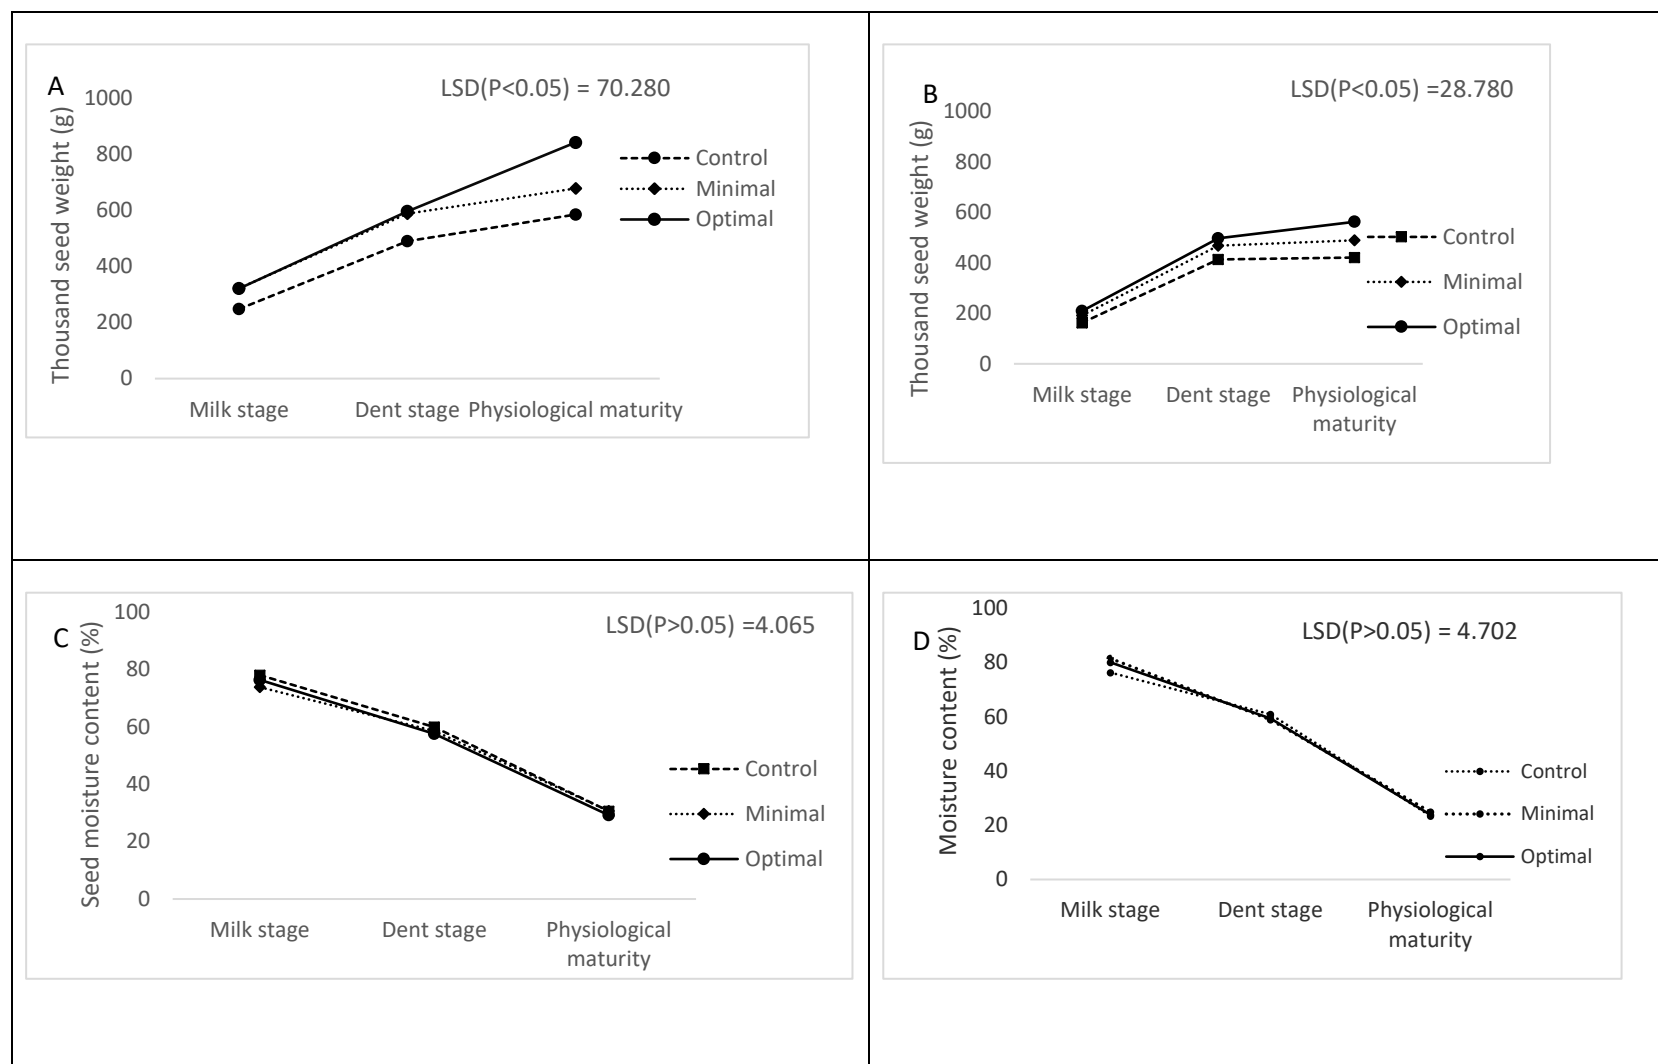 A
LSD(P<0.05) = 70.280
Thousand seed weight (g)
1000
800
600
400
200
0
Control
Minimal
Optimal
Milk stage
Dent stage
Physiological maturity
B
LSD(P<0.05) =28.780
Thousand seed weight (g)
1000
800
600
400
200
0
Control
Minimal
Optimal
Milk stage
Dent stage
Physiological
maturity
C
LSD(P>0.05) =4.065
Seed moisture content (%)
100
80
60
40
20
0
Control
Minimal
Optimal
Milk stage
Dent stage
Physiological
maturity
D
LSD(P>0.05) = 4.702
Moisture content (%)
100
80
60
40
20
0
Control
Minimal
Optimal
Milk stage
Dent stage
Physiological
maturity